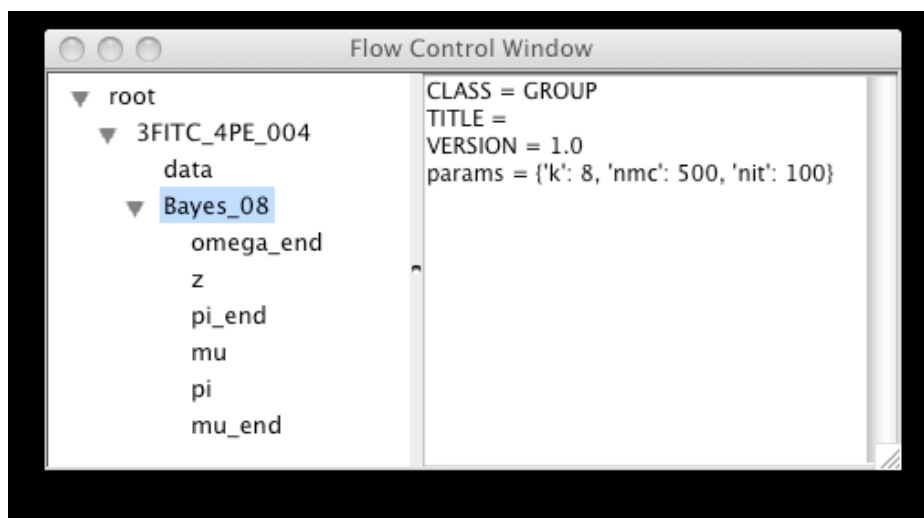 Flow Control Window
root
3FITC_4PE_004
data
Bayes_08
omega_end
z
pi_end
mu
pi
mu_end
CLASS = GROUP
TITLE =
VERSION = 1.0
params = {'k': 8, 'nmc': 500, 'nit': 100}